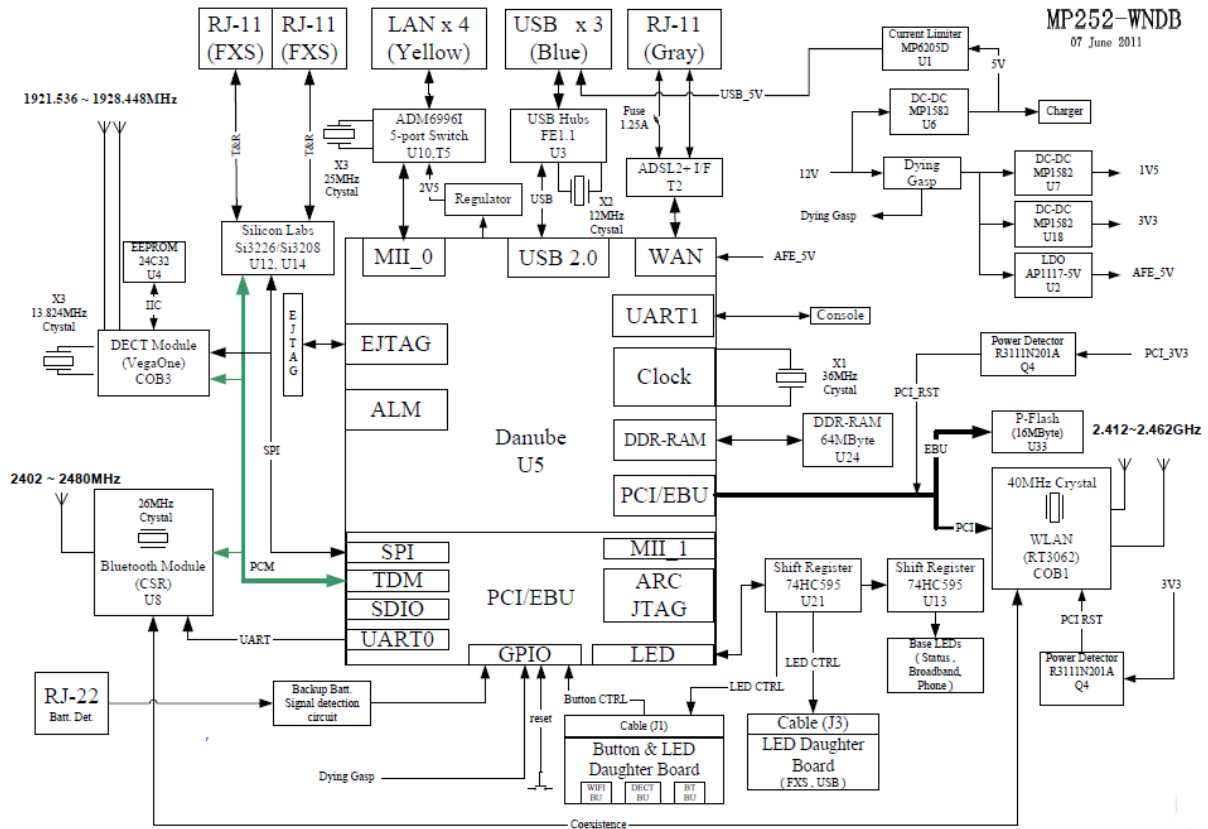 MP252-WNDB
07 June 2011
RJ-11
(FXS)
RJ-11
(FXS)
LAN x 4
(Yellow)
USB x 3
(Blue)
RJ-11
(Gray)
Current Limiter
MP6205D
U1
5V
USB_5V
1921.536 ~ 1928.448MHz
T&R
T&R
ADM6996I
5-port Switch
U10,T5
X3
25MHz
Ctystal
USB Hubs
FE1.1
U3
Fuse
1.25A
ADSL2+ I/F
T2
DC-DC
MP1582
U6
Charger
12V
Dying
Gasp
Dying Gasp
DC-DC
MP1582
U7
1V5
DC-DC
MP1582
U18
3V3
LDO
AP1117-5V
U2
AFE_5V
2V5
Regulator
USB
X2
12MHz
Ctystal
Silicon Labs
Si3226/Si3208
U12, U14
EEPROM
24C32
U4
IIC
X3
13.824MHz
Ctystal
DECT Module
(VegaOne)
COB3
EJTAG
MII_0
USB 2.0
WAN
AFE_5V
UART1
Console
EJTAG
Clock
X1
36MHz
Crystal
Power Detector
R3111N201A
Q4
PCI_3V3
PCI_RST
ALM
Danube
U5
DDR-RAM
DDR-RAM
64MByte
U24
P-Flash
(16MByte)
U33
EBU
2.412~2.462GHz
SPI
PCI/EBU
2402 ~ 2480MHz
26MHz
Ctystal
Bluetooth Module
(CSR)
U8
PCM
40MHz Crystal
WLAN
(RT3062)
COB1
PCI
SPI
TDM
SDIO
UART0
UART
PCI/EBU
MII_1
ARC
JTAG
GPIO
LED
Shift Register
74HC595
U21
Shift Register
74HC595
U13
3V3
PCI RST
Power Detector
R3111N201A
Q4
Base LEDs
( Status ,
Broadband,
Phone )
LED CTRL
LED CTRL
Button CTRL
RJ-22
Batt. Det.
Backup Batt.
Signal detection
circuit
reset
Cable (J1)
Button & LED
Daughter Board
WIFI
BU
DECT
BU
BT
BU
Cable (J3)
LED Daughter
Board
( FXS , USB )
Dying Gasp
Coexistence